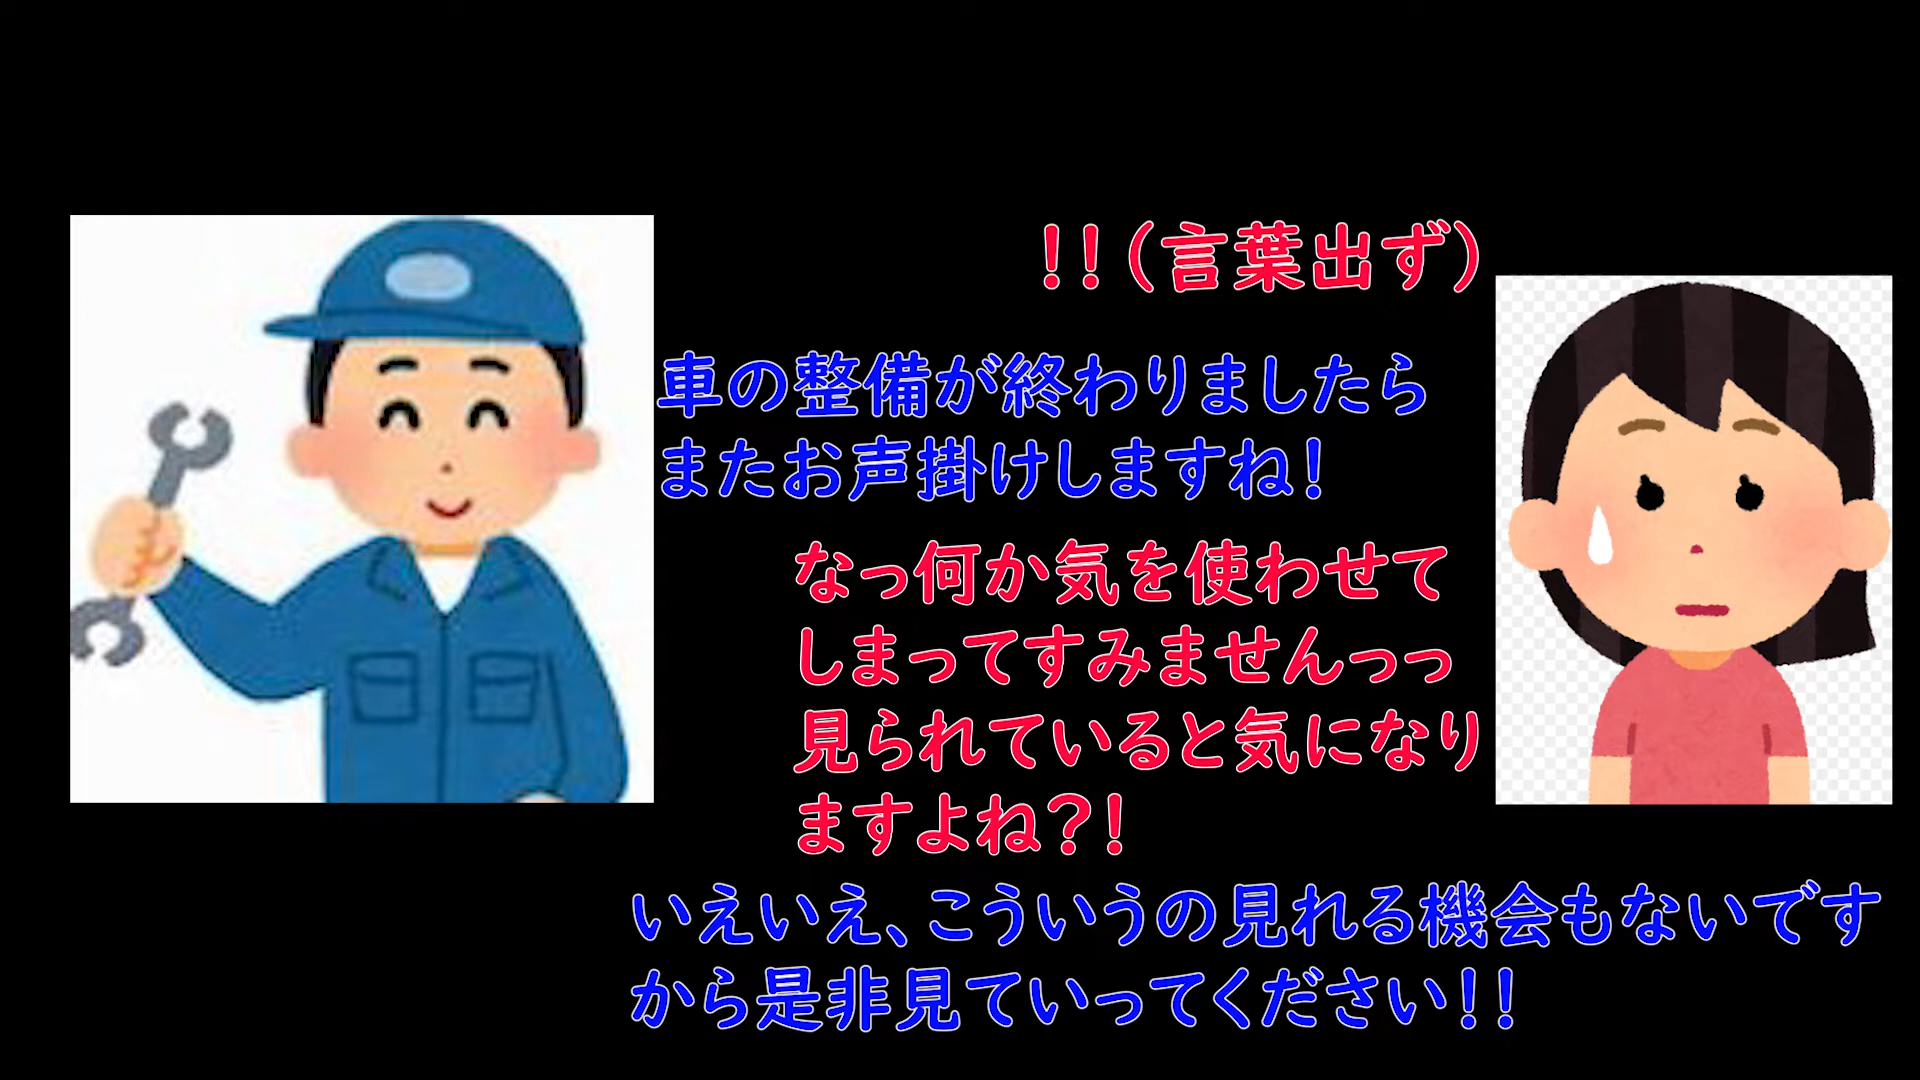 !!(言葉出ず)
車の整備が終わりましたら
またお声掛けしますね!
なっ何か気を使わせて
しまってすみませんっっ
見られていると気になり
ますよね?!
いえいえ、こういうの見れる機会もないです
から是非見ていってください!!